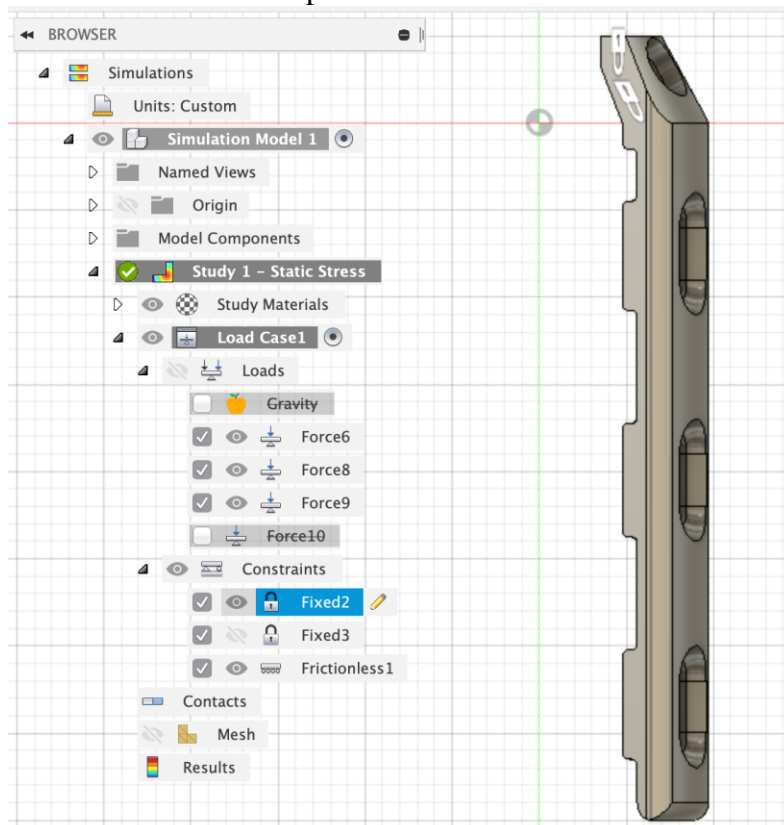 BROWSER
Simulations
Units: Custom
Simulation Model 1
Named Views
Origin
Model Components
Study 1 - Static Stress
Study Materials
Load Case1
Loads
Gravity
Force6
Force8
Force9
Force10
Constraints
Fixed2
Fixed3
Frictionless1
Contacts
Mesh
Results